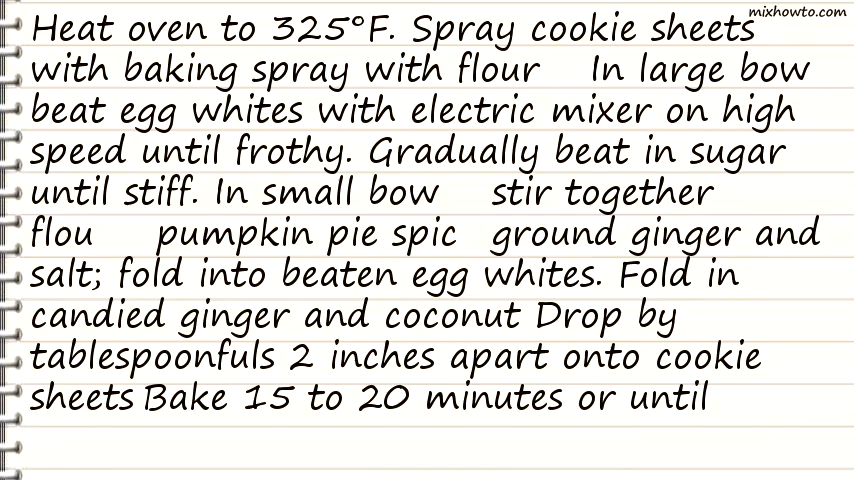 mixhowto.com
Heat oven to 325°F. Spray cookie sheets
with baking spray with flour In large bow
beat egg whites with electric mixer on high
speed until frothy. Gradually beat in sugar
until stiff. In small bow stir together
flou pumpkin pie spic ground ginger and
salt; fold into beaten egg whites. Fold in
candied ginger and coconut Drop by
tablespoonfuls 2 inches apart onto cookie
sheets Bake 15 to 20 minutes or until